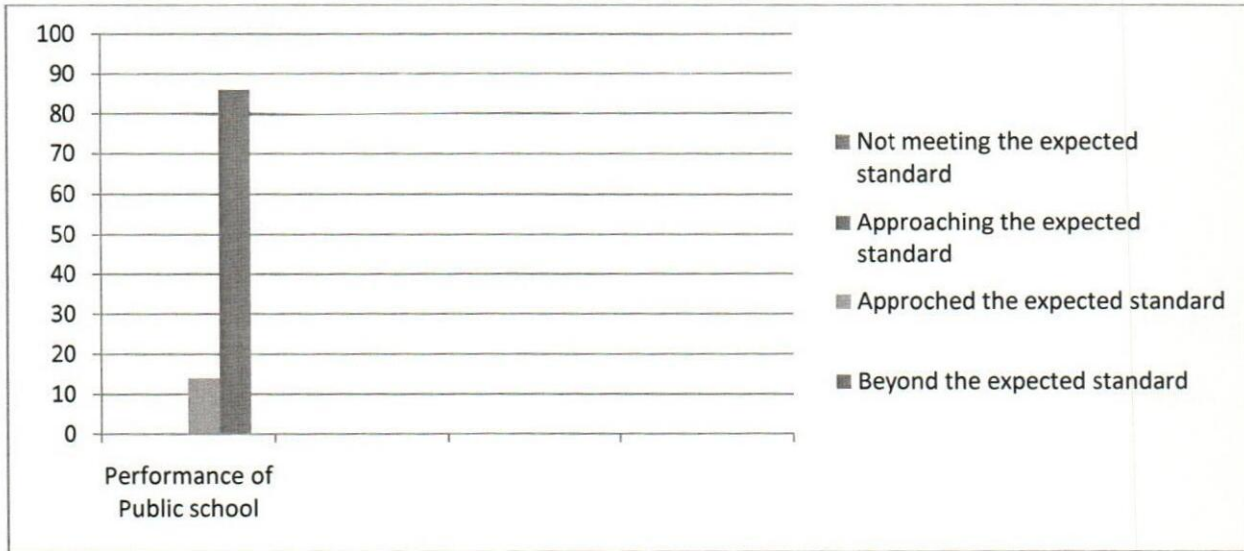 100
90
80
70
60
50
40
30
20
10
0
Performance of
Public school
Not meeting the expected
standard
Approaching the expected
standard
Approched the expected standard
Beyond the expected standard